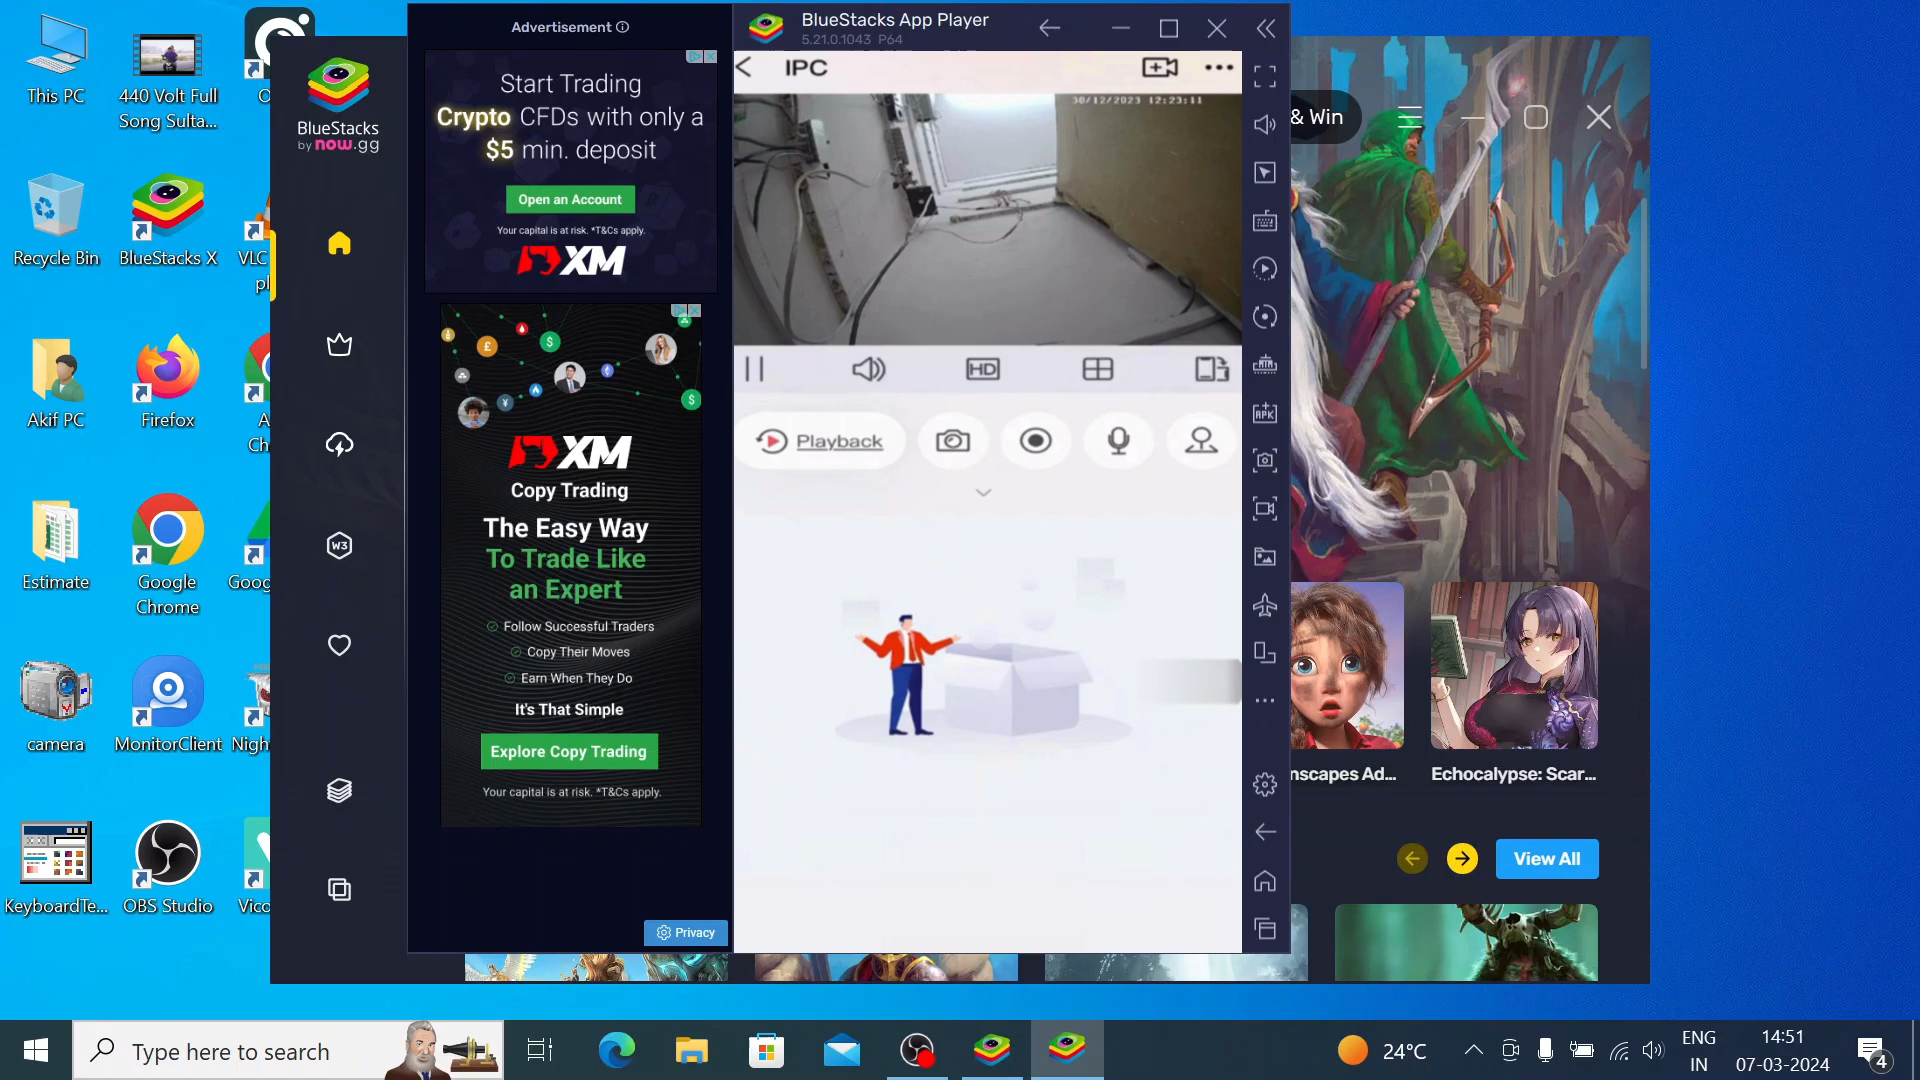 This PC
440 Volt Full
Song Sulta...
Recycle Bin
BlueStacks X
VLC
Akif PC
Firefox
Estimate
Google
Chrome
camera
MonitorClient
KeyboardTe...
OBS Studio
BlueStacks
by now.gg
W3
Advertisement
Start Trading
Crypto CFDs with only a
$5 min. deposit
Open an Account
Your capital is at risk. *T&Cs apply.
XM
XM
Copy Trading
The Easy Way
To Trade Like
an Expert
Follow Successful Traders
Copy Their Moves
Earn When They Do
It's That Simple
Explore Copy Trading
Your capital is at risk. *T&Cs apply.
Privacy
BlueStacks App Player
5.21.0.1043 P64
IPC
30/12/2023 12:23:11
HD
Playback
APK
& Win
nscapes Ad...
Echocalypse: Scar...
View All
Type here to search
24°C
ENG
IN
14:51
07-03-2024
4